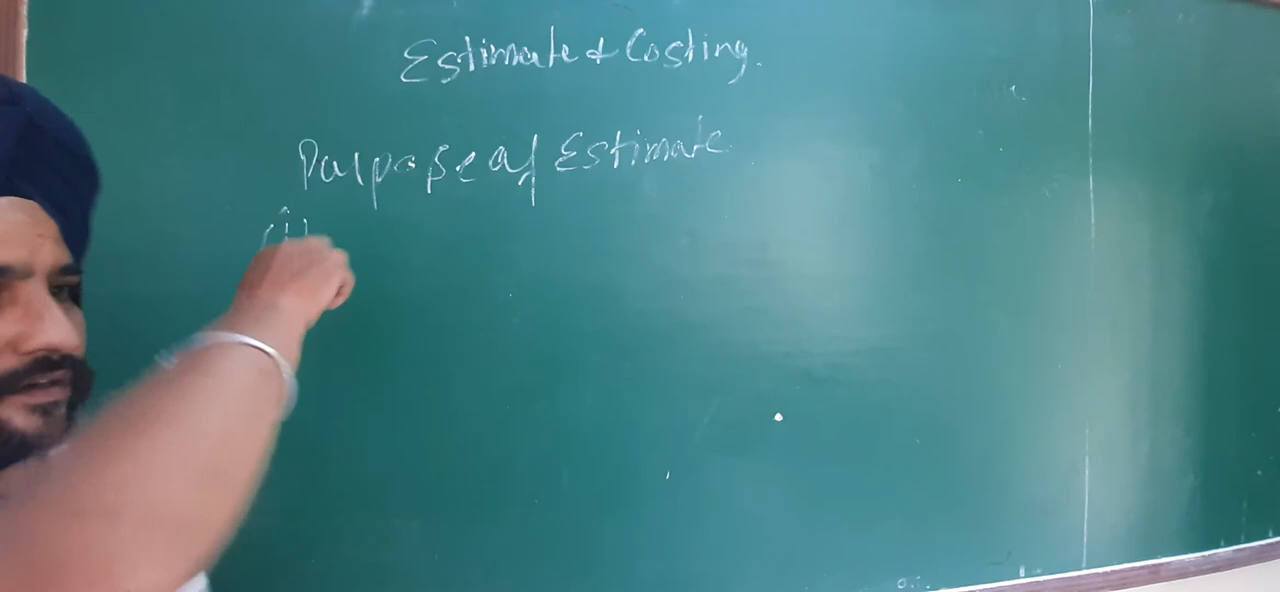 Estimate & Costing.
Purpose of Estimate
(i)